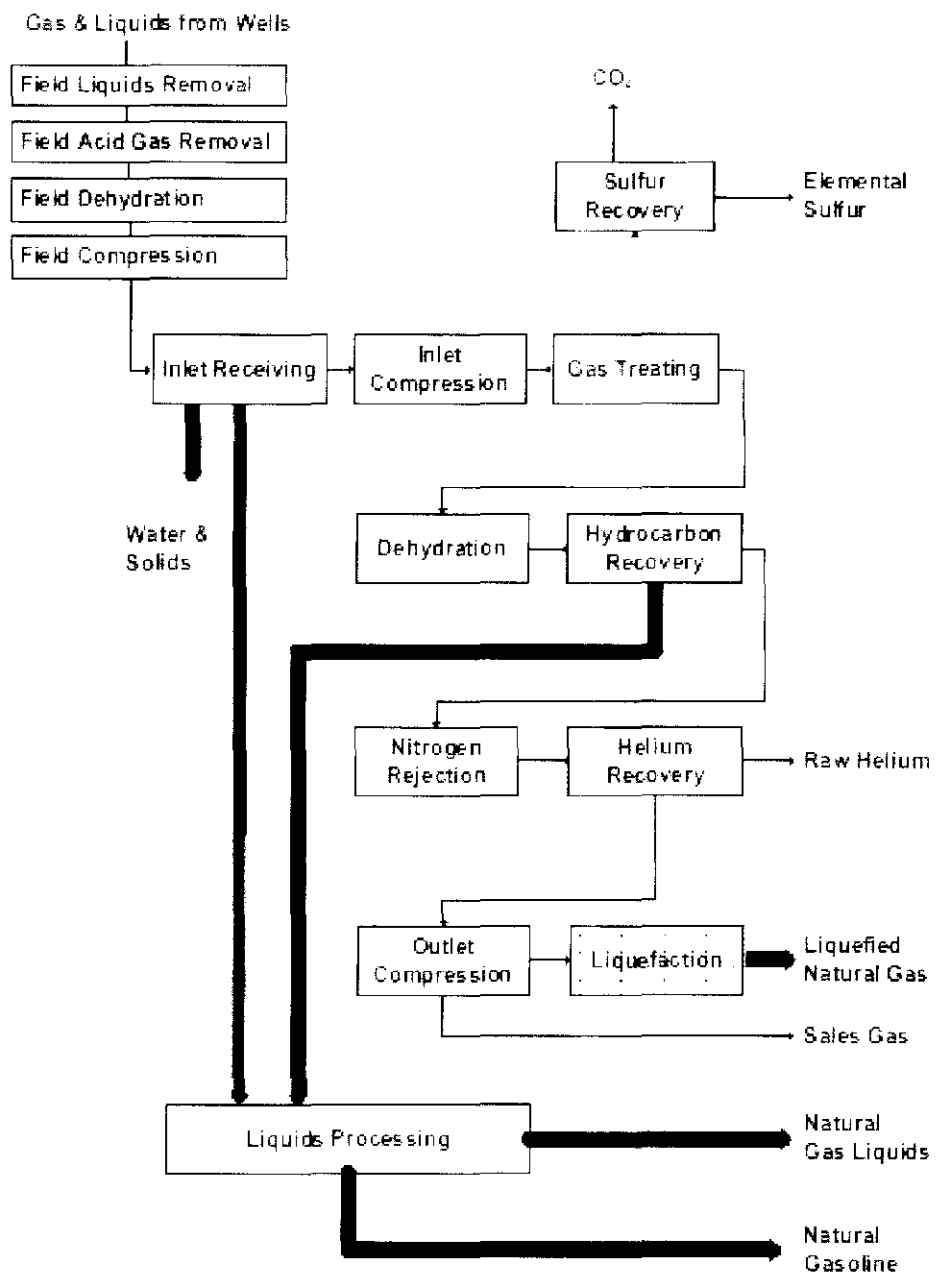 Gas & Liquids from Wells
Field Liquids Removal
Field Acid Gas Removal
Field Dehydration
Field Compression
CO₂
Sulfur
Recovery
Elemental
Sulfur
Inlet Receiving
Inlet
Compression
Gas Treating
Water &
Solids
Dehydration
Hydrocarbon
Recovery
Nitrogen
Rejection
Helium
Recovery
Raw Helium
Outlet
Compression
Liquefaction
Liquefied
Natural Gas
Sales Gas
Liquids Processing
Natural
Gas Liquids
Natural
Gasoline